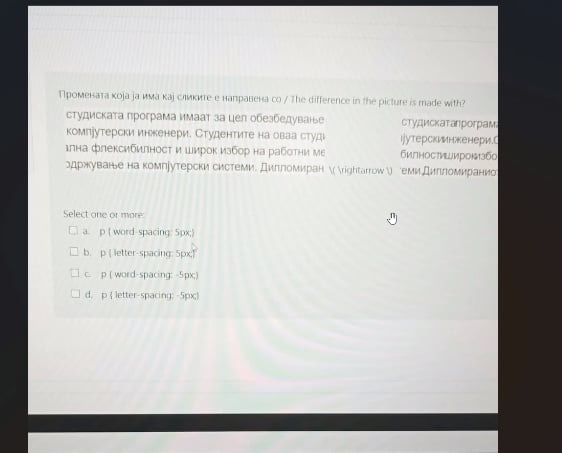 Промената која ја има кај сликите е направена со / The difference in the picture is made with?
студиската програма имаат за цел обезбедување
компјутерски инженери. Студентите на оваа студи
ална флексибилност и широк избор на работни ме
одржување на компјутерски системи. Дипломиран \( \rightarrow \)
студискатапрограма
јутерскиинженери.С
билностиширокизбо
еми.Дипломиранио
Select one or more:
a. p { word-spacing: 5px;}
b. p { letter-spacing: 5px;}
c. p { word-spacing: -5px;}
d. p { letter-spacing: -5px;}